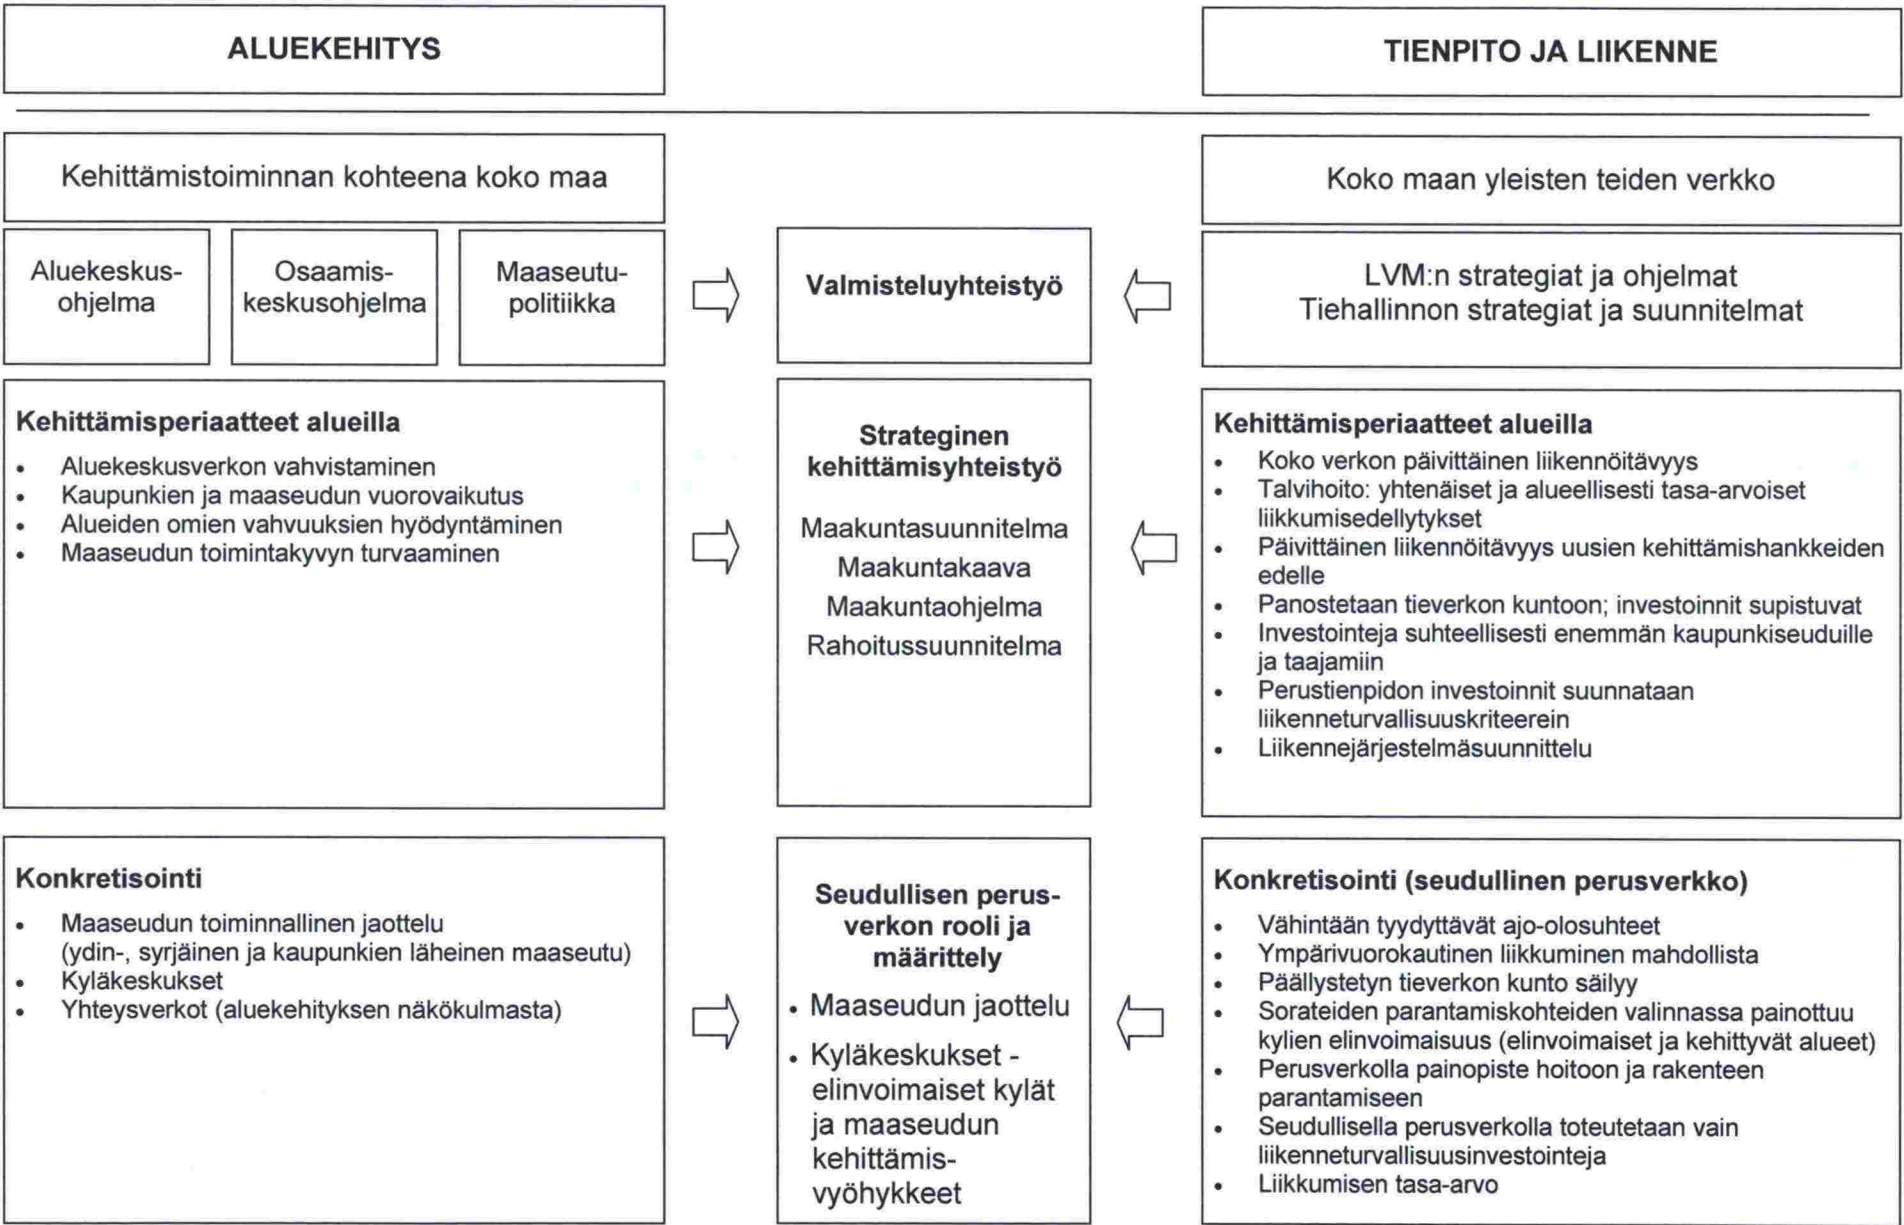 ALUEKEHITYS
TIENPITO JA LIIKENNE
Kehittämistoiminnan kohteena koko maa
Koko maan yleisten teiden verkko
Aluekeskus-
ohjelma
Osaamis-
keskusohjelma
Maaseutu-
politiikka
Valmisteluyhteistyö
LVM:n strategiat ja ohjelmat
Tiehallinnon strategiat ja suunnitelmat
Kehittämisperiaatteet alueilla
• Aluekeskusverkon vahvistaminen
• Kaupunkien ja maaseudun vuorovaikutus
• Alueiden omien vahvuuksien hyödyntäminen
• Maaseudun toimintakyvyn turvaaminen
Strateginen
kehittämisyhteistyö
Maakuntasuunnitelma
Maakuntakaava
Maakuntaohjelma
Rahoitussuunnitelma
Kehittämisperiaatteet alueilla
• Koko verkon päivittäinen liikennöitävyys
• Talvihoito: yhtenäiset ja alueellisesti tasa-arvoiset
liikkumisedellytykset
• Päivittäinen liikennöitävyys uusien kehittämishankkeiden
edelle
• Panostetaan tieverkon kuntoon; investoinnit supistuvat
• Investointeja suhteellisesti enemmän kaupunkiseuduille
ja taajamiin
• Perustienpidon investoinnit suunnataan
liikenneturvallisuuskriteerein
• Liikennejärjestelmäsuunnittelu
Konkretisointi
• Maaseudun toiminnallinen jaottelu
(ydin-, syrjäinen ja kaupunkien läheinen maaseutu)
• Kyläkeskukset
• Yhteysverkot (aluekehityksen näkökulmasta)
Seudullisen perus-
verkon rooli ja
määrittely
• Maaseudun jaottelu
• Kyläkeskukset -
elinvoimaiset kylät
ja maaseudun
kehittämis-
vyöhykkeet
Konkretisointi (seudullinen perusverkko)
• Vähintään tyydyttävät ajo-olosuhteet
• Ympärivuorokautinen liikkuminen mahdollista
• Päällystetyn tieverkon kunto säilyy
• Sorateiden parantamiskohteiden valinnassa painottuu
kylien elinvoimaisuus (elinvoimaiset ja kehittyvät alueet)
• Perusverkolla painopiste hoitoon ja rakenteen
parantamiseen
• Seudullisella perusverkolla toteutetaan vain
liikenneturvallisuusinvestointeja
• Liikkumisen tasa-arvo